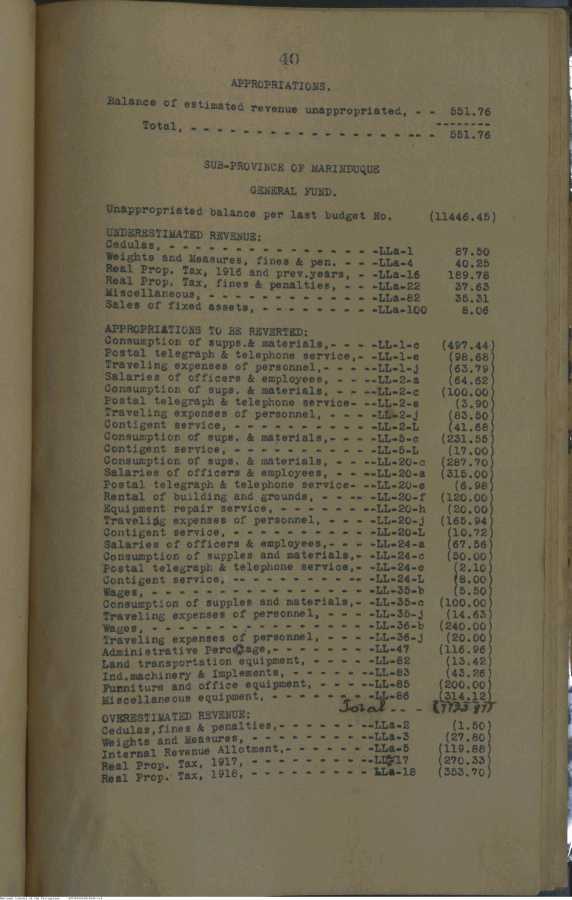 40
APPROPRIATIONS.
Balance of estimated revenue unappropriated, - - 551.76
Total, - - - - - - - - - - - - - - - - - - - 551.76
SUB-PROVINCE OF MARINDUQUE
GENERAL FUND.
Unappropriated balance per last budget No. (11446.45)
UNDERESTIMATED REVENUE:
Cedulas, - - - - - - - - - - - - - - - - -LLa-1 87.50
Weights and Measures, fines & pen. - - -LLa-4 40.25
Real Prop. Tax, 1916 and prev.years, - -LLa-16 189.78
Real Prop. Tax, fines & penalties, - - -LLa-22 37.63
Miscellaneous, - - - - - - - - - - - - -LLa-82 35.31
Sales of fixed assets, - - - - - - - - -LLa-100 8.06
APPROPRIATIONS TO BE REVERTED:
Consumption of supps.& materials,- - - -LL-1-c (497.44)
Postal telegraph & telephone service,- -LL-1-e (98.68)
Traveling expenses of personnel,- - - --LL-1-j (63.79)
Salaries of officers & employees, - - --LL-2-a (64.62)
Consumption of sups. & materials, - - --LL-2-c (100.00)
Postal telegraph & telephone service- --LL-2-e (3.90)
Traveling expenses of personnel, - - - -LL-2-j (83.50)
Contigent service, - - - - - - - - - - -LL-2-L (41.68)
Consumption of sups. & materials,- - - -LL-5-c (231.55)
Contigent service, - - - - - - - - - - -LL-5-L (17.00)
Consumption of sups. & materials, - - --LL-20-c (287.70)
Salaries of officers & employees, - - --LL-20-a (315.00)
Postal telegraph & telephone service- --LL-20-e (6.98)
Rental of building and grounds, - - -- -LL-20-f (120.00)
Equipment repair service, - - - - - - --LL-20-h (20.00)
Traveling expenses of personnel, - - - -LL-20-j (165.94)
Contigent service, - - - - - - - - - - -LL-20-L (10.72)
Salaries of officers & employees,- - - -LL-24-a (67.56)
Consumption of supples and materials,- -LL-24-c (50.00)
Postal telegraph & telephone service,- -LL-24-e (2.10)
Contigent service, -- - - - - - - - - - -LL-24-L (8.00)
Wages, - - - - - - - - - - - - - - - - --LL-35-b (5.50)
Consumption of supples and materials,- -LL-35-c (100.00)
Traveling expenses of personnel, - - - --LL-35-j (14.63)
Wages, - - - - - - - - - - - - - - - - --LL-36-b (240.00)
Traveling expenses of personnel, - - - --LL-36-j (20.00)
Administrative Percetage,- - - - - - - -LL-47 (116.96)
Land transportation equipment, - - - - --LL-82 (13.42)
Ind.machinery & Implements, - - - - --LL-83 (43.26)
Furniture and office equipment, - - - --LL-85 (200.00)
Miscellaneous equipment, - - - - - - - --LL-86 (314.12)
Total - - -
OVERESTIMATED REVENUE:
Cedulas,fines & penalties,- - - - - - --LLa-2 (1.50)
Weights and Measures, - - - - - - - - --LLa-3 (27.80)
Internal Revenue Allotment,- - - - - - -LLa-5 (119.88)
Real Prop. Tax, 1917, - - - - - - - - --LLa-17 (270.33)
Real Prop. Tax, 1918, - - - - - - - - - LLa-18 (353.70)
National Library of the Philippines